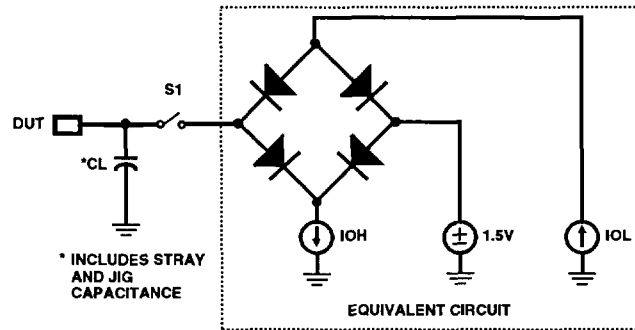 S1
DUT
*CL
IOH
1.5V
IOL
* INCLUDES STRAY
AND JIG
CAPACITANCE
EQUIVALENT CIRCUIT